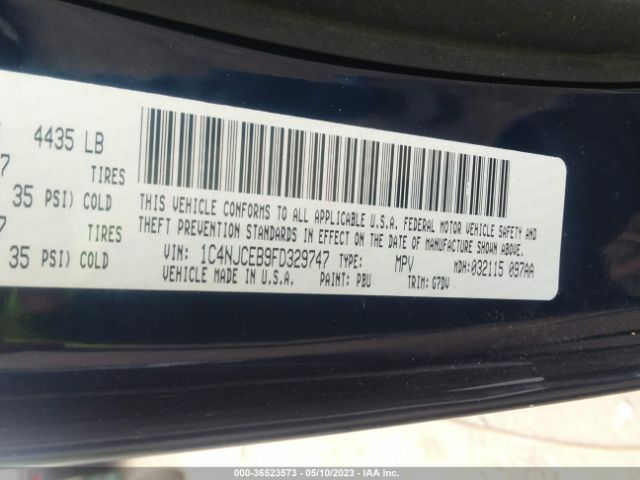 4435 LB
7 TIRES
35 PSI) COLD
7 TIRES
35 PSI) COLD
THIS VEHICLE CONFORMS TO ALL APPLICABLE U.S.A. FEDERAL MOTOR VEHICLE SAFETY AND
THEFT PREVENTION STANDARDS IN EFFECT ON THE DATE OF MANUFACTURE SHOWN ABOVE.
VIN: 1C4NJCEB9FD329747 TYPE: MPV MDH:032115 097AA
VEHICLE MADE IN U.S.A. PAINT: PBU TRIM: G7DV
000-36523573 - 05/10/2023 - IAA Inc.